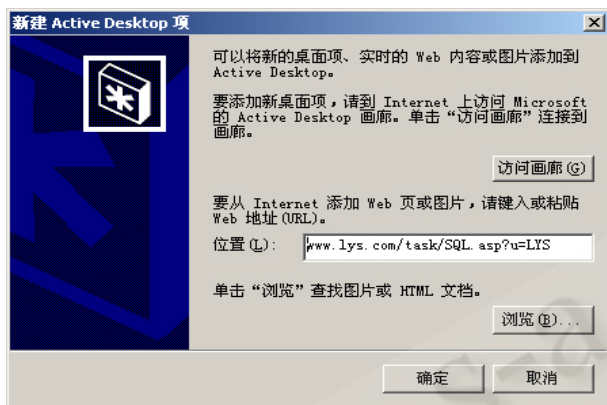 新建 Active Desktop 项
可以将新的桌面项、实时的 Web 内容或图片添加到
Active Desktop。
要添加新桌面项，请到 Internet 上访问 Microsoft
的 Active Desktop 画廊。单击“访问画廊”连接到
画廊。
访问画廊(G)
要从 Internet 添加 Web 页或图片，请键入或粘贴
Web 地址(URL)。
位置(L): www.lys.com/task/SQL.asp?u=LYS
单击“浏览”查找图片或 HTML 文档。
浏览(B)...
确定 取消